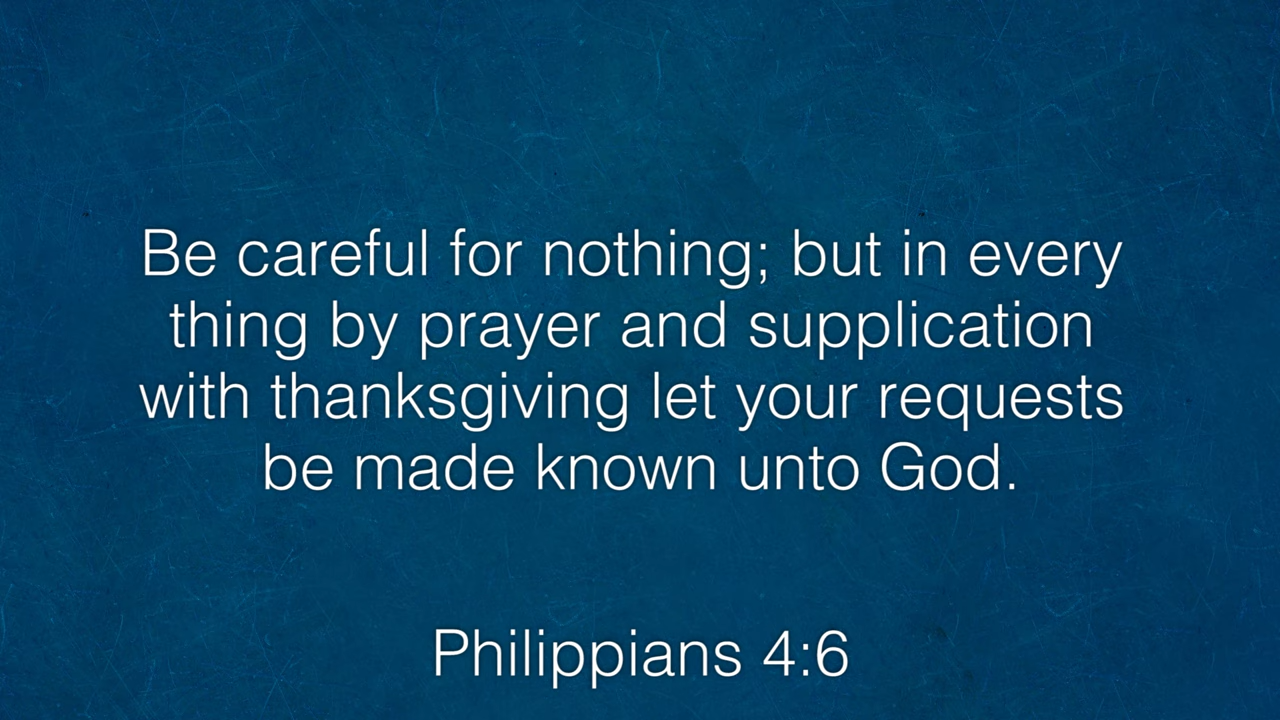 Be careful for nothing; but in every
thing by prayer and supplication
with thanksgiving let your requests
be made known unto God.
Philippians 4:6